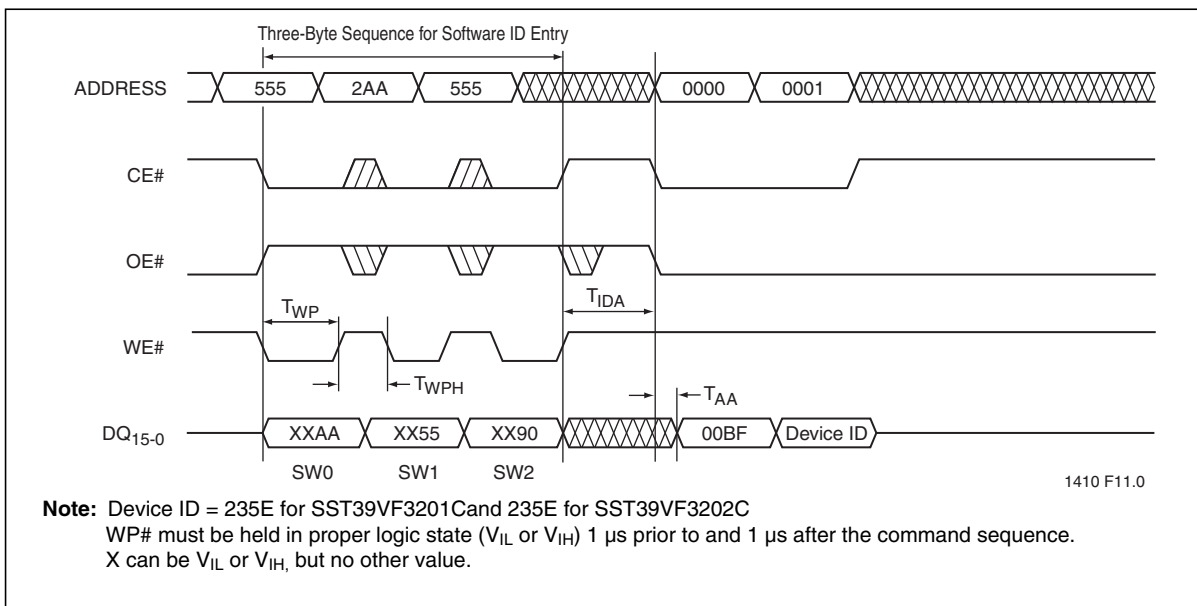 Three-Byte Sequence for Software ID Entry
ADDRESS 555 2AA 555 0000 0001
CE#
OE#
TWP TIDA
WE#
TWPH TAA
DQ15-0 XXAA XX55 XX90 00BF Device ID
SW0 SW1 SW2
1410 F11.0
Note: Device ID = 235E for SST39VF3201Cand 235E for SST39VF3202C
WP# must be held in proper logic state (VIL or VIH) 1 µs prior to and 1 µs after the command sequence.
X can be VIL or VIH, but no other value.